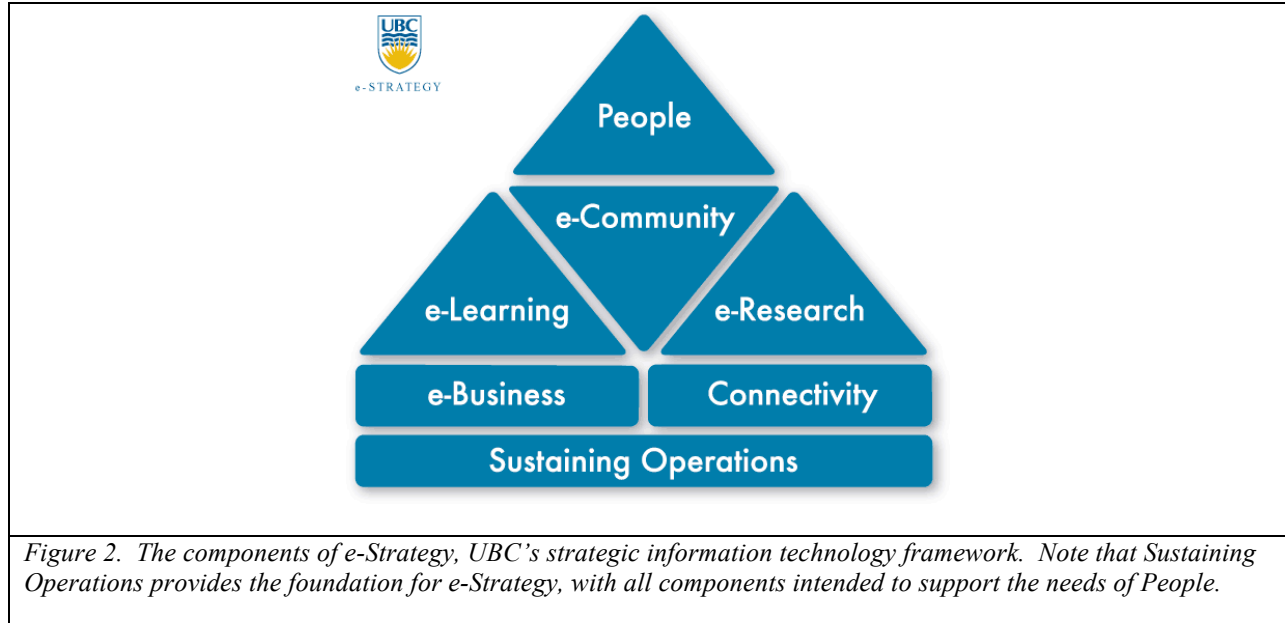 UBC
e-STRATEGY
People
e-Community
e-Learning
e-Research
e-Business
Connectivity
Sustaining Operations
Figure 2.  The components of e-Strategy, UBC’s strategic information technology framework.  Note that Sustaining
Operations provides the foundation for e-Strategy, with all components intended to support the needs of People.